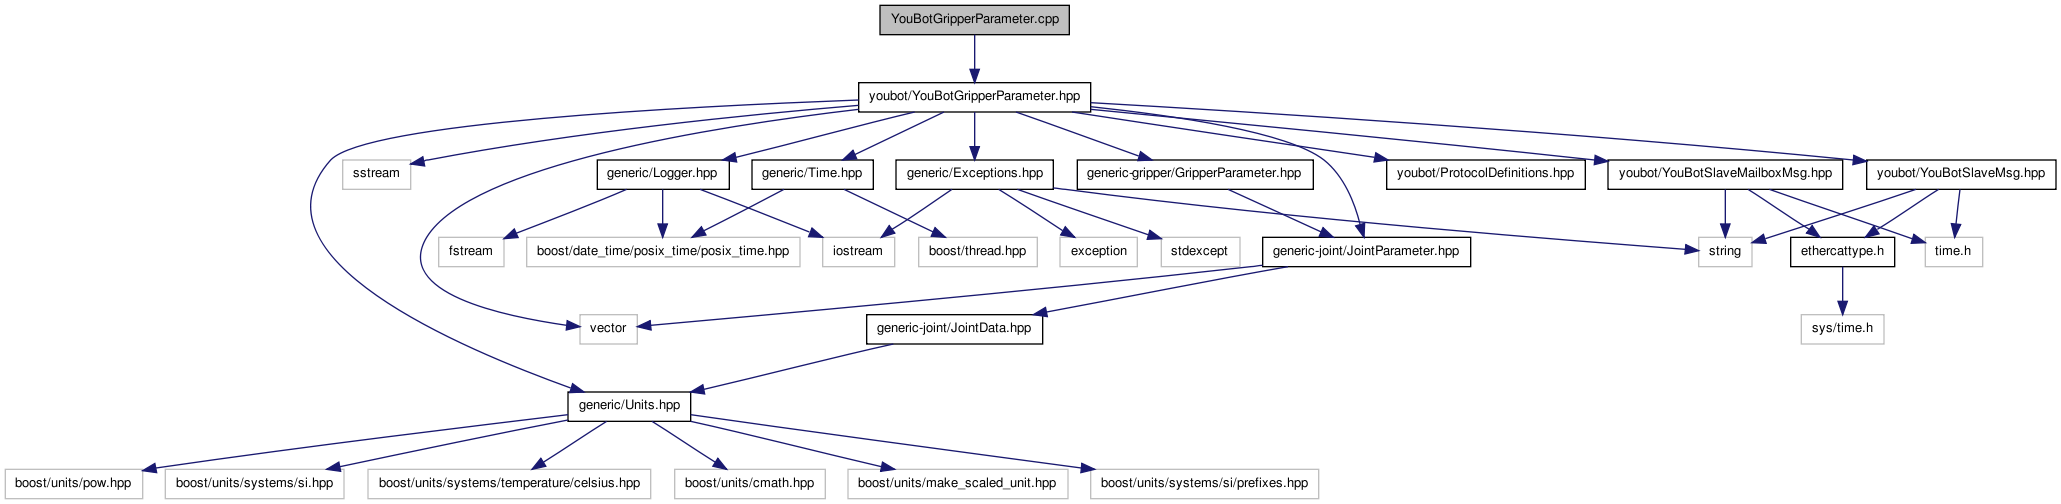 YouBotGripperParameter.cpp
youbot/YouBotGripperParameter.hpp
sstream
generic/Logger.hpp
generic/Time.hpp
generic/Exceptions.hpp
generic-gripper/GripperParameter.hpp
youbot/ProtocolDefinitions.hpp
youbot/YouBotSlaveMailboxMsg.hpp
youbot/YouBotSlaveMsg.hpp
fstream
boost/date_time/posix_time/posix_time.hpp
iostream
boost/thread.hpp
exception
stdexcept
generic-joint/JointParameter.hpp
string
ethercattype.h
time.h
vector
generic-joint/JointData.hpp
sys/time.h
generic/Units.hpp
boost/units/pow.hpp
boost/units/systems/si.hpp
boost/units/systems/temperature/celsius.hpp
boost/units/cmath.hpp
boost/units/make_scaled_unit.hpp
boost/units/systems/si/prefixes.hpp